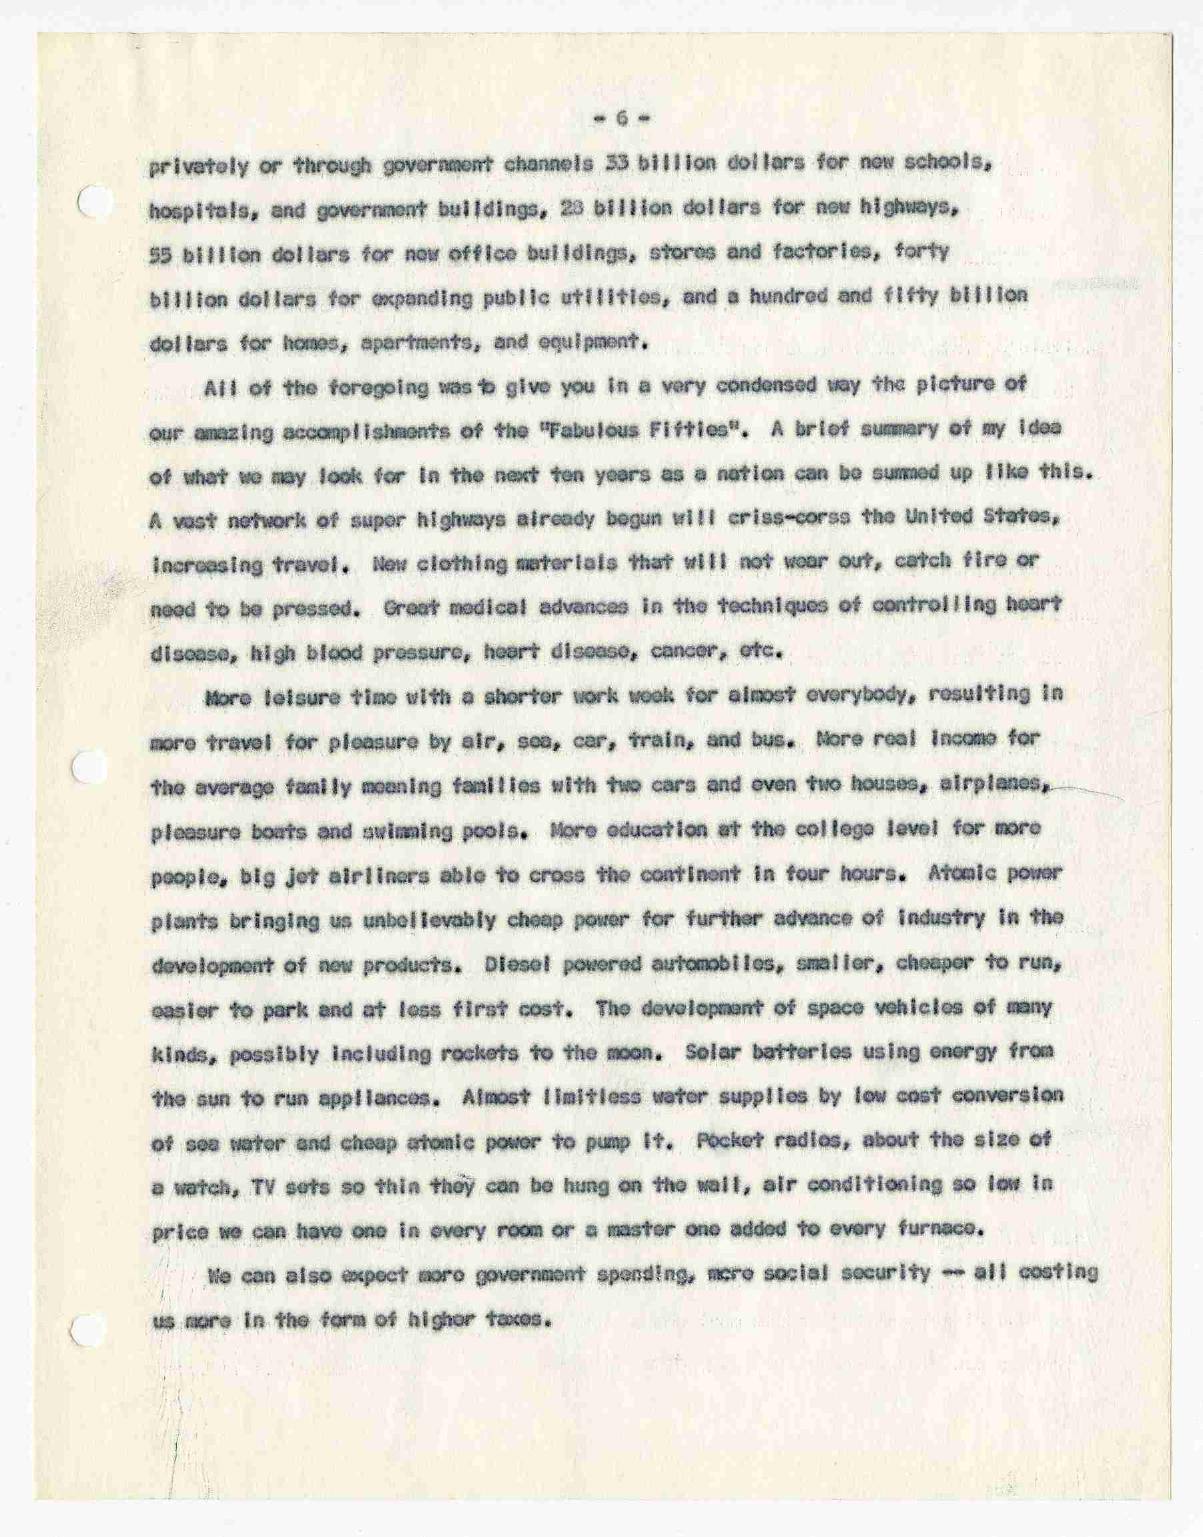 - 6 -
privately or through government channels 33 billion dollars for new schools,
hospitals, and government buildings, 28 billion dollars for new highways,
55 billion dollars for new office buildings, stores and factories, forty
billion dollars for expanding public utilities, and a hundred and fifty billion
dollars for homes, apartments, and equipment.
All of the foregoing was to give you in a very condensed way the picture of
our amazing accomplishments of the "Fabulous Fifties". A brief summary of my idea
of what we may look for in the next ten years as a nation can be summed up like this.
A vast network of super highways already begun will criss-corss the United States,
increasing travel. New clothing materials that will not wear out, catch fire or
need to be pressed. Great medical advances in the techniques of controlling heart
disease, high blood pressure, heart disease, cancer, etc.
More leisure time with a shorter work week for almost everybody, resulting in
more travel for pleasure by air, sea, car, train, and bus. More real income for
the average family meaning families with two cars and even two houses, airplanes,
pleasure boats and swimming pools. More education at the college level for more
people, big jet airliners able to cross the continent in four hours. Atomic power
plants bringing us unbelievably cheap power for further advance of industry in the
development of new products. Diesel powered automobiles, smaller, cheaper to run,
easier to park and at less first cost. The development of space vehicles of many
kinds, possibly including rockets to the moon. Solar batteries using energy from
the sun to run appliances. Almost limitless water supplies by low cost conversion
of sea water and cheap atomic power to pump it. Pocket radios, about the size of
a watch, TV sets so thin they can be hung on the wall, air conditioning so low in
price we can have one in every room or a master one added to every furnace.
We can also expect more government spending, more social security -- all costing
us more in the form of higher taxes.